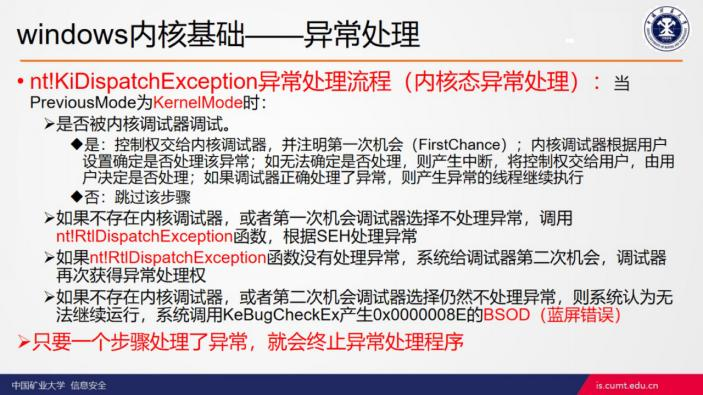 windows内核基础——异常处理
• nt!KiDispatchException异常处理流程（内核态异常处理）：当
PreviousMode为KernelMode时：
➢是否被内核调试器调试。
◆是：控制权交给内核调试器，并注明第一次机会（FirstChance）；内核调试器根据用户
设置确定是否处理该异常；如无法确定是否处理，则产生中断，将控制权交给用户，由用
户决定是否处理；如果调试器正确处理了异常，则产生异常的线程继续执行
◆否：跳过该步骤
➢如果不存在内核调试器，或者第一次机会调试器选择不处理异常，调用
nt!RtlDispatchException函数，根据SEH处理异常
➢如果nt!RtlDispatchException函数没有处理异常，系统给调试器第二次机会，调试器
再次获得异常处理权
➢如果不存在内核调试器，或者第二次机会调试器选择仍然不处理异常，则系统认为无
法继续运行，系统调用KeBugCheckEx产生0x0000008E的BSOD（蓝屏错误）
➢只要一个步骤处理了异常，就会终止异常处理程序
中国矿业大学 信息安全
is.cumt.edu.cn